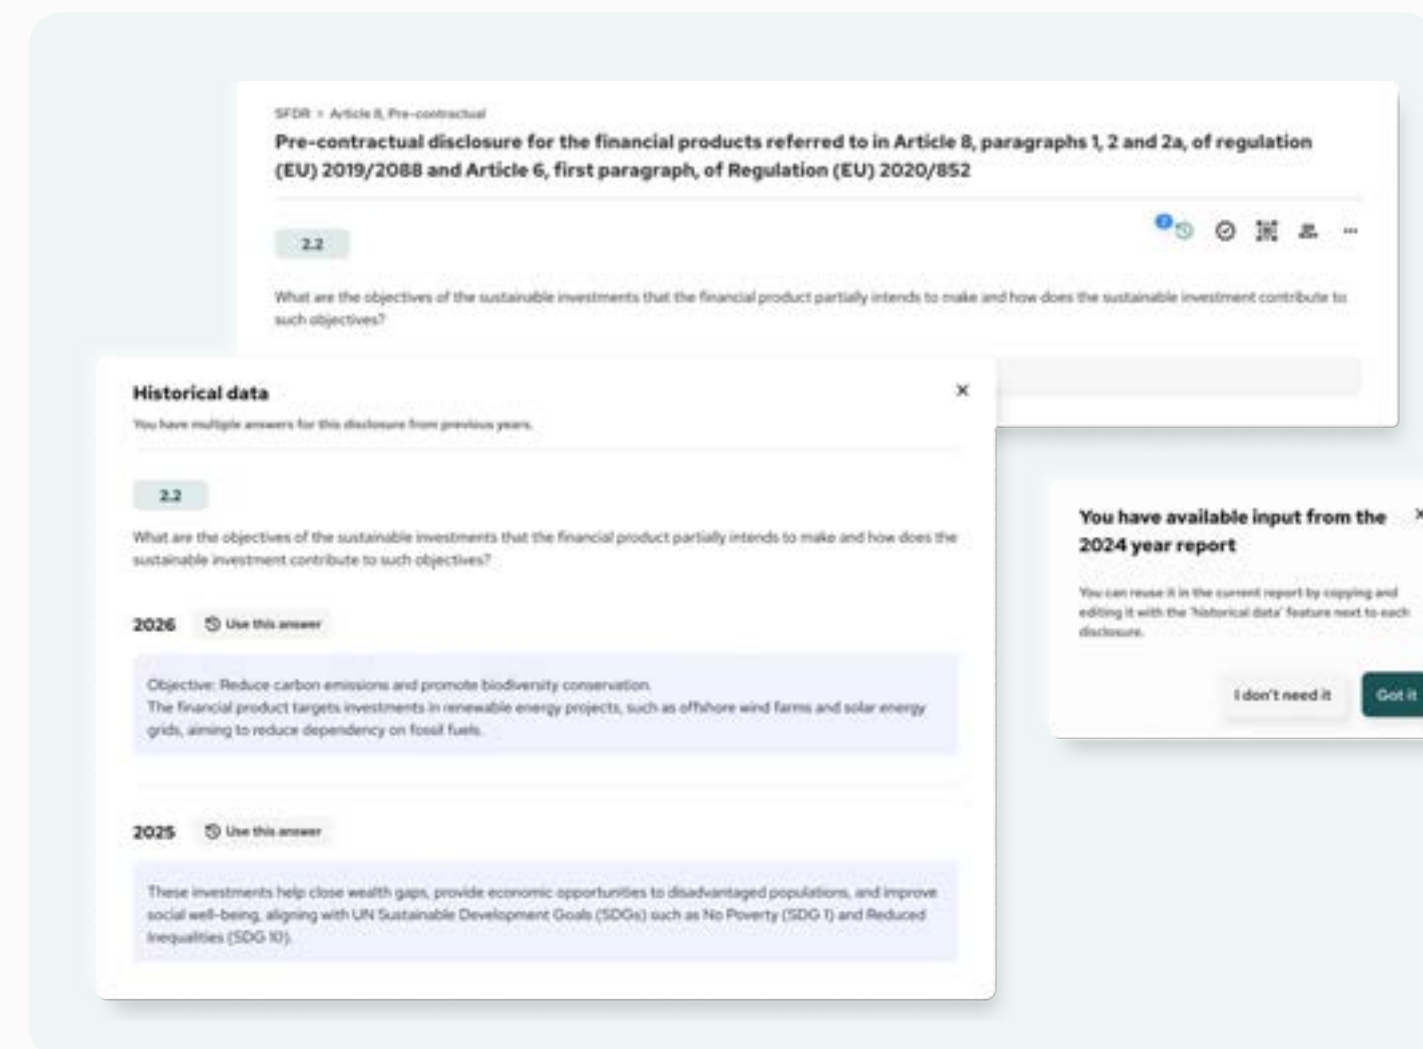 SFDR > Article 8, Pre-contractual
Pre-contractual disclosure for the financial products referred to in Article 8, paragraphs 1, 2 and 2a, of regulation
(EU) 2019/2088 and Article 6, first paragraph, of Regulation (EU) 2020/852
2.2
What are the objectives of the sustainable investments that the financial product partially intends to make and how does the sustainable investment contribute to
such objectives?
Historical data
You have multiple answers for this disclosure from previous years.
2.2
What are the objectives of the sustainable investments that the financial product partially intends to make and how does the
sustainable investment contribute to such objectives?
2026 Use this answer
Objective: Reduce carbon emissions and promote biodiversity conservation.
The financial product targets investments in renewable energy projects, such as offshore wind farms and solar energy
grids, aiming to reduce dependency on fossil fuels.
2025 Use this answer
These investments help close wealth gaps, provide economic opportunities to disadvantaged populations, and improve
social well-being, aligning with UN Sustainable Development Goals (SDGs) such as No Poverty (SDG 1) and Reduced
Inequalities (SDG 10).
You have available input from the
2024 year report
You can reuse it in the current report by copying and
editing it with the 'historical data' feature next to each
disclosure.
I don't need it
Got it